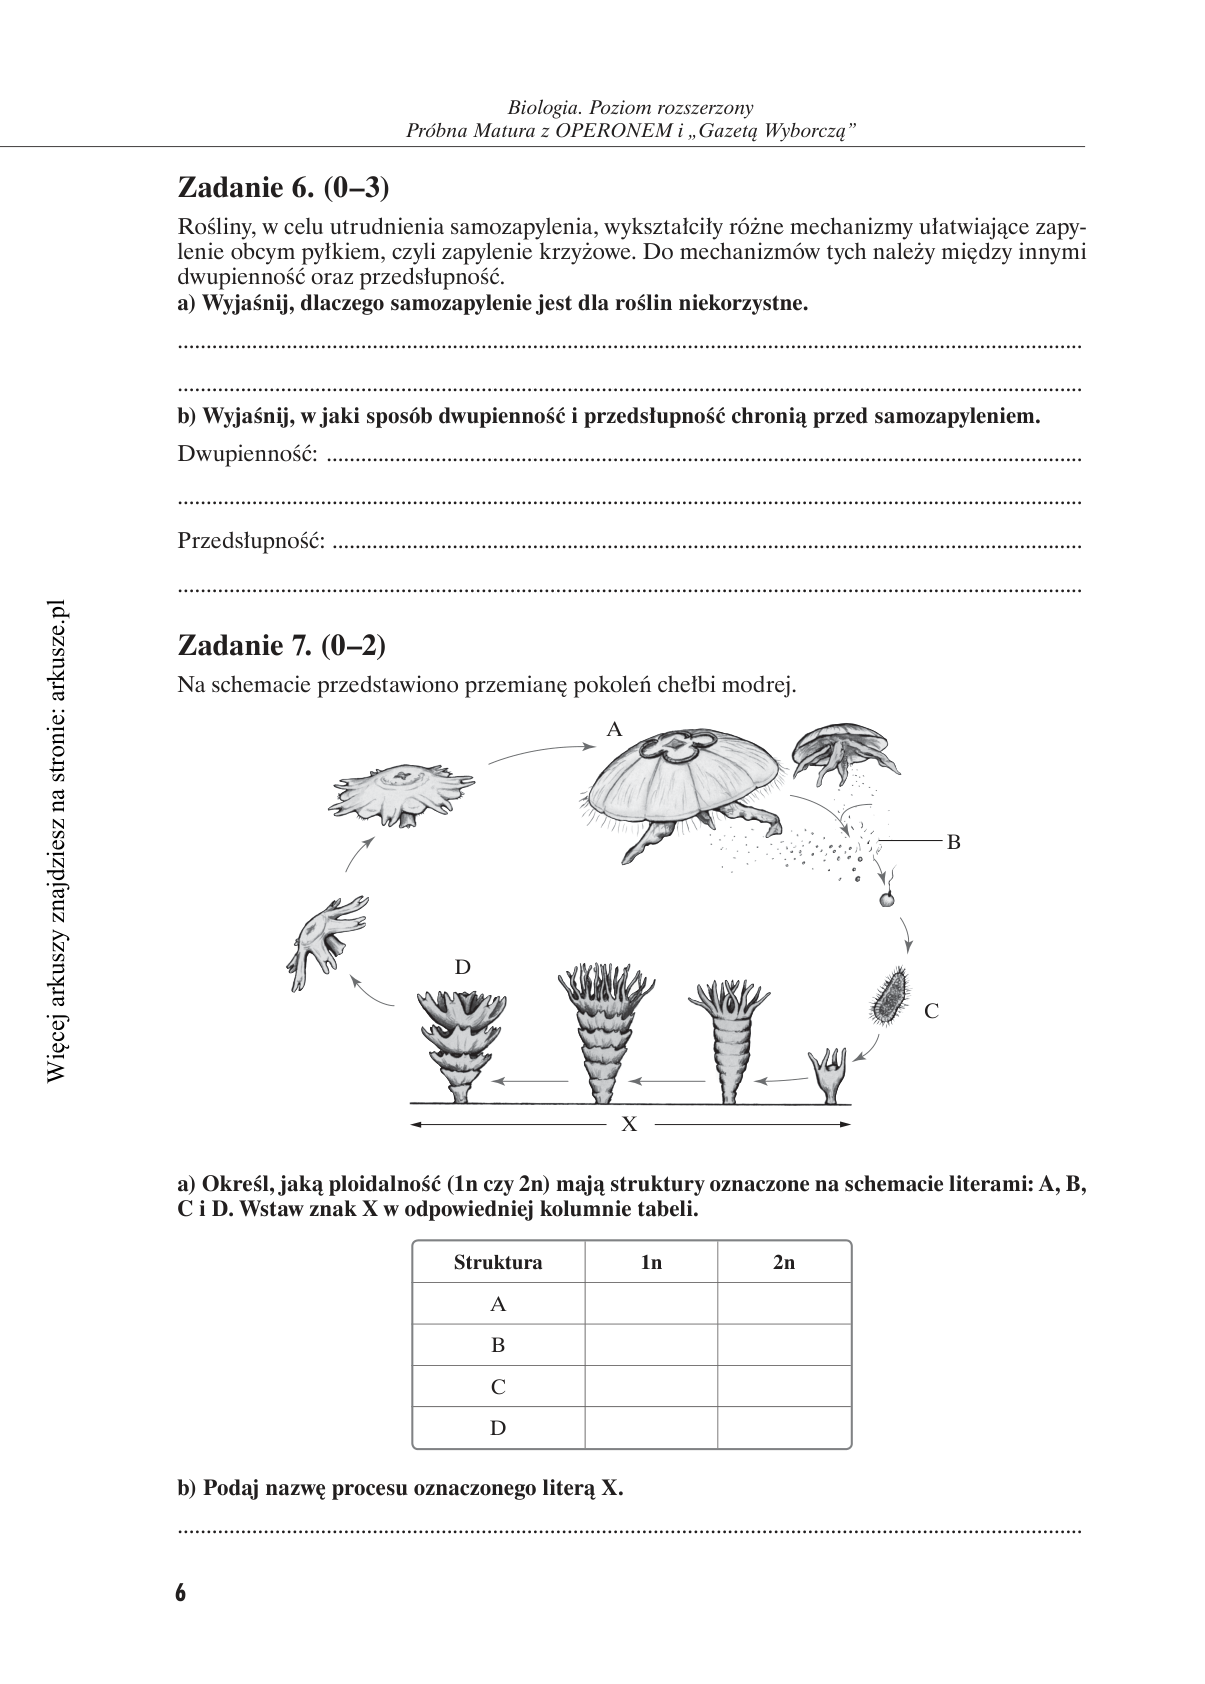 Biologia. Poziom rozszerzony
Próbna Matura z OPERONEM i „Gazetą Wyborczą”
Zadanie 6. (0–3)
Rośliny, w celu utrudnienia samozapylenia, wykształciły różne mechanizmy ułatwiające zapy-
lenie obcym pyłkiem, czyli zapylenie krzyżowe. Do mechanizmów tych należy między innymi
dwupienność oraz przedsłupność.
a) Wyjaśnij, dlaczego samozapylenie jest dla roślin niekorzystne.
b) Wyjaśnij, w jaki sposób dwupienność i przedsłupność chronią przed samozapyleniem.
Dwupienność:
Przedsłupność:
Zadanie 7. (0–2)
Na schemacie przedstawiono przemianę pokoleń chełbi modrej.
A
B
D
C
X
a) Określ, jaką ploidalność (1n czy 2n) mają struktury oznaczone na schemacie literami: A, B,
C i D. Wstaw znak X w odpowiedniej kolumnie tabeli.
Struktura 1n 2n
A
B
C
D
b) Podaj nazwę procesu oznaczonego literą X.
6
Więcej arkuszy znajdziesz na stronie: arkusze.pl